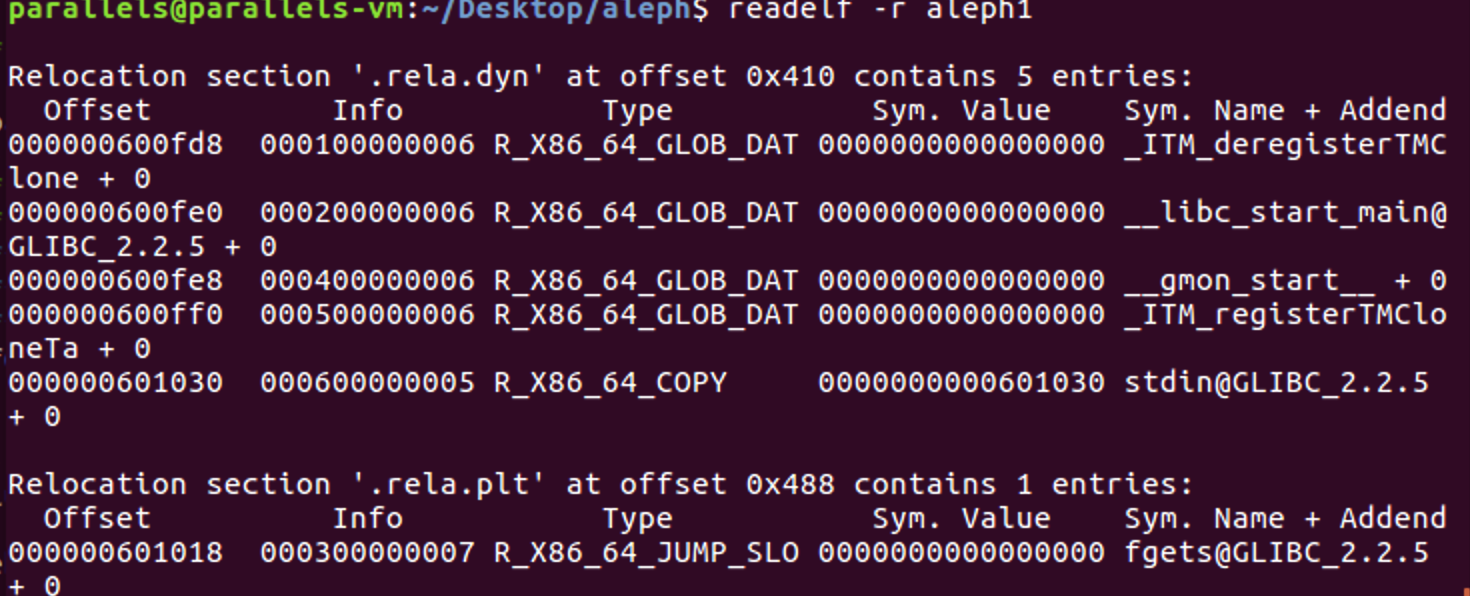 parallels@parallels-vm:~/Desktop/aleph$ readelf -r aleph1
Relocation section '.rela.dyn' at offset 0x410 contains 5 entries:
  Offset          Info           Type           Sym. Value    Sym. Name + Addend
000000600fd8  000100000006 R_X86_64_GLOB_DAT 0000000000000000 _ITM_deregisterTMC
lone + 0
000000600fe0  000200000006 R_X86_64_GLOB_DAT 0000000000000000 __libc_start_main@
GLIBC_2.2.5 + 0
000000600fe8  000400000006 R_X86_64_GLOB_DAT 0000000000000000 __gmon_start__ + 0
000000600ff0  000500000006 R_X86_64_GLOB_DAT 0000000000000000 _ITM_registerTMClo
neTa + 0
000000601030  000600000005 R_X86_64_COPY     0000000000601030 stdin@GLIBC_2.2.5
+ 0
Relocation section '.rela.plt' at offset 0x488 contains 1 entries:
  Offset          Info           Type           Sym. Value    Sym. Name + Addend
000000601018  000300000007 R_X86_64_JUMP_SLO 0000000000000000 fgets@GLIBC_2.2.5
+ 0